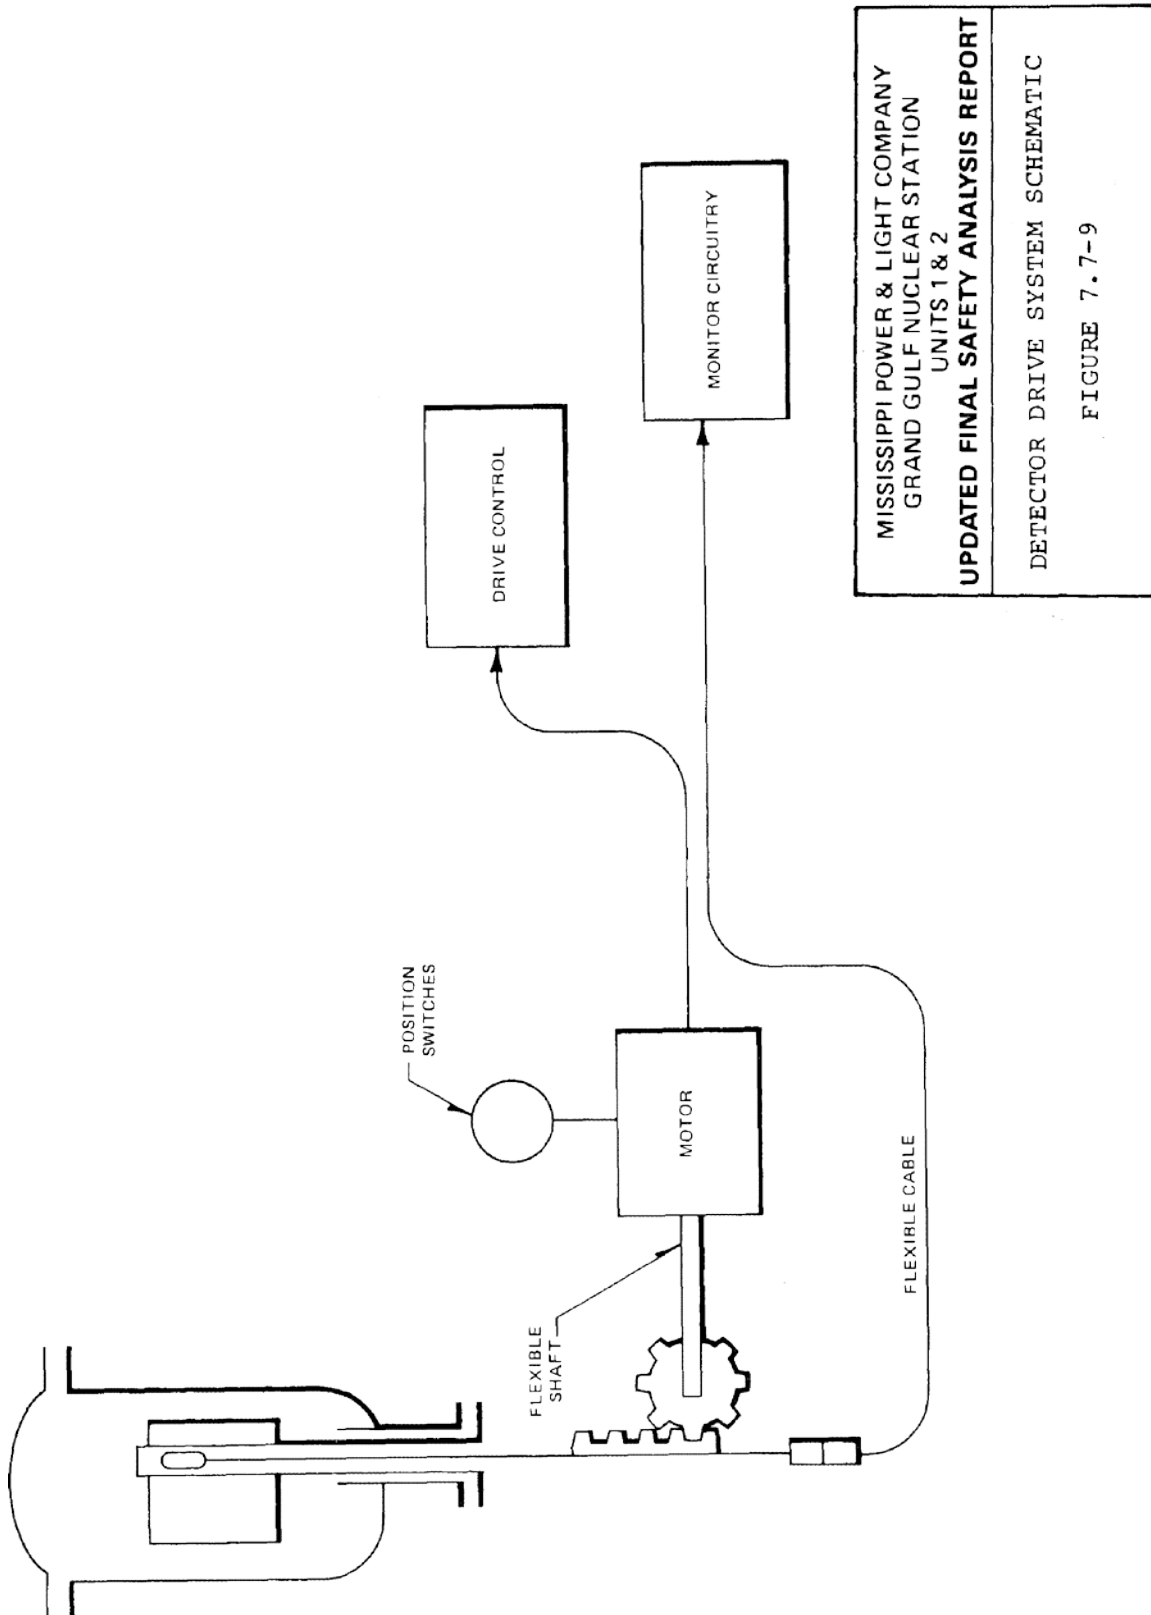 POSITION
SWITCHES
DRIVE CONTROL
FLEXIBLE
SHAFT
MOTOR
MONITOR CIRCUITRY
FLEXIBLE CABLE
MISSISSIPPI POWER & LIGHT COMPANY
GRAND GULF NUCLEAR STATION
UNITS 1 & 2
UPDATED FINAL SAFETY ANALYSIS REPORT
DETECTOR DRIVE SYSTEM SCHEMATIC
FIGURE 7.7-9